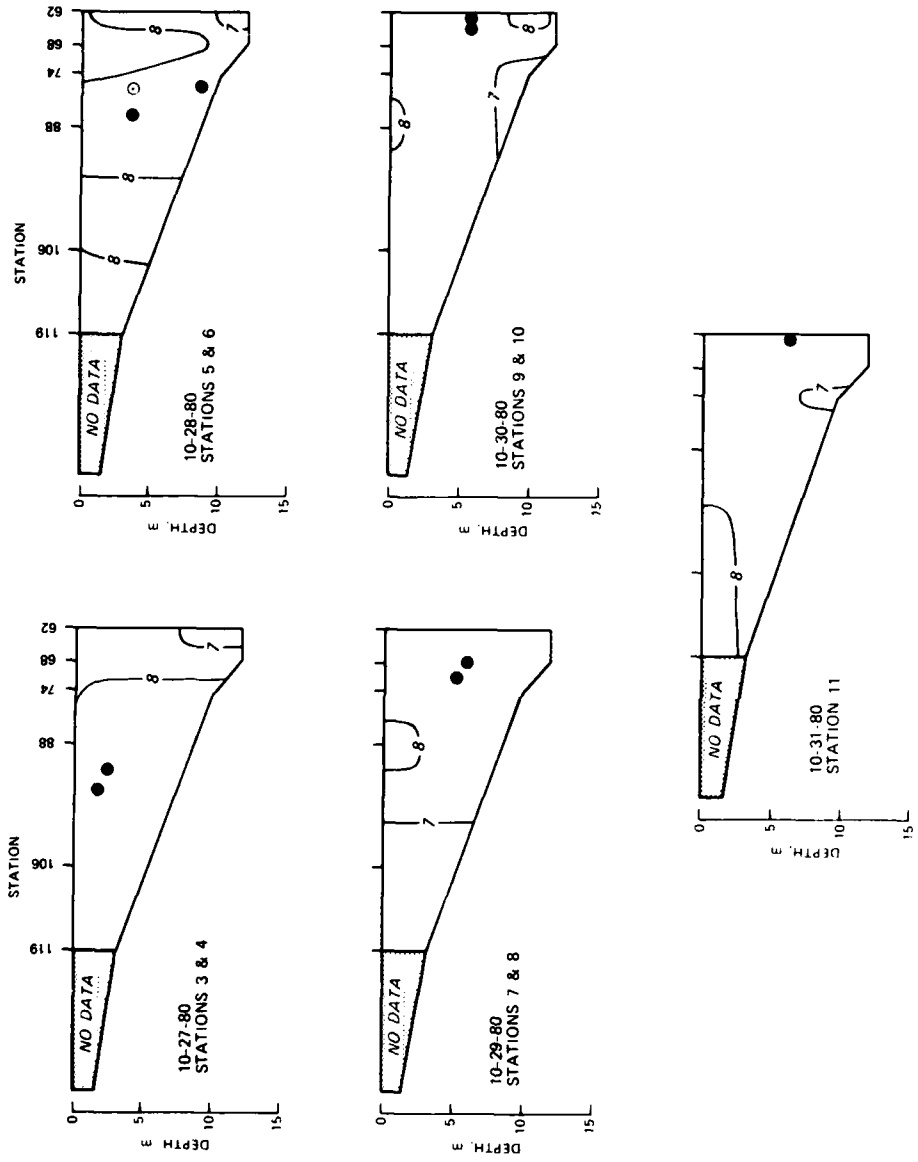 STATION
119
106
88
74
68
62
0
5
10
15
DEPTH, m
NO DATA
8
7
10-27-80
STATIONS 3 & 4
STATION
119
106
88
74
68
62
0
5
10
15
DEPTH, m
NO DATA
8
8
8
7
10-28-80
STATIONS 5 & 6
0
5
10
15
DEPTH, m
NO DATA
7
8
10-29-80
STATIONS 7 & 8
0
5
10
15
DEPTH, m
NO DATA
8
7
8
10-30-80
STATIONS 9 & 10
0
5
10
15
DEPTH, m
NO DATA
8
7
10-31-80
STATION 11